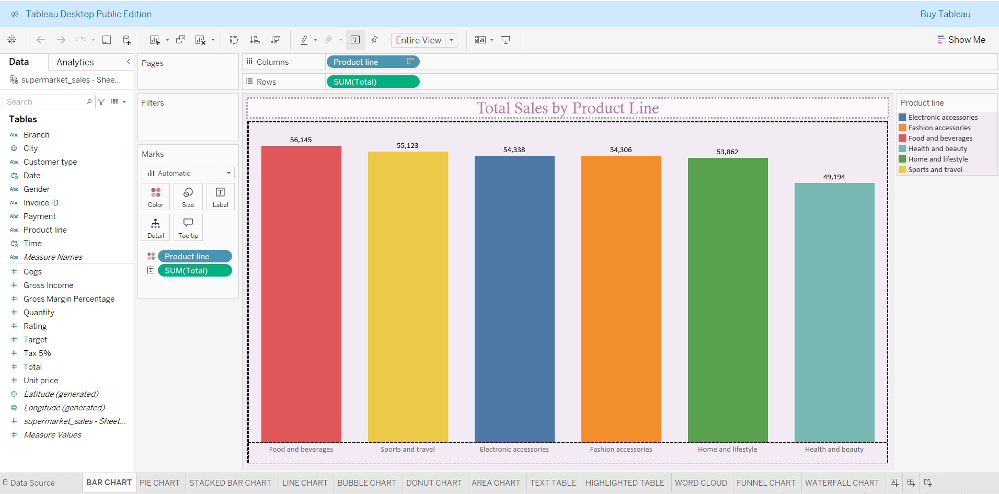 Tableau Desktop Public Edition
Buy Tableau
Entire View
Show Me
Data
Analytics
supermarket_sales - Shee...
Search
Tables
Abc Branch
City
Abc Customer type
Date
Abc Gender
Abc Invoice ID
Abc Payment
Abc Product line
Time
Abc Measure Names
# Cogs
# Gross Income
# Gross Margin Percentage
# Quantity
# Rating
=# Target
# Tax 5%
# Total
# Unit price
Latitude (generated)
Longitude (generated)
# supermarket_sales - Sheet...
# Measure Values
Pages
Filters
Marks
Automatic
Color
Size
T
Label
Detail
Tooltip
Product line
T SUM(Total)
Columns
Product line
Rows
SUM(Total)
Total Sales by Product Line
56,145
55,123
54,338
54,306
53,862
49,194
Food and beverages
Sports and travel
Electronic accessories
Fashion accessories
Home and lifestyle
Health and beauty
Product line
Electronic accessories
Fashion accessories
Food and beverages
Health and beauty
Home and lifestyle
Sports and travel
Data Source
BAR CHART
PIE CHART
STACKED BAR CHART
LINE CHART
BUBBLE CHART
DONUT CHART
AREA CHART
TEXT TABLE
HIGHLIGHTED TABLE
WORD CLOUD
FUNNEL CHART
WATERFALL CHART